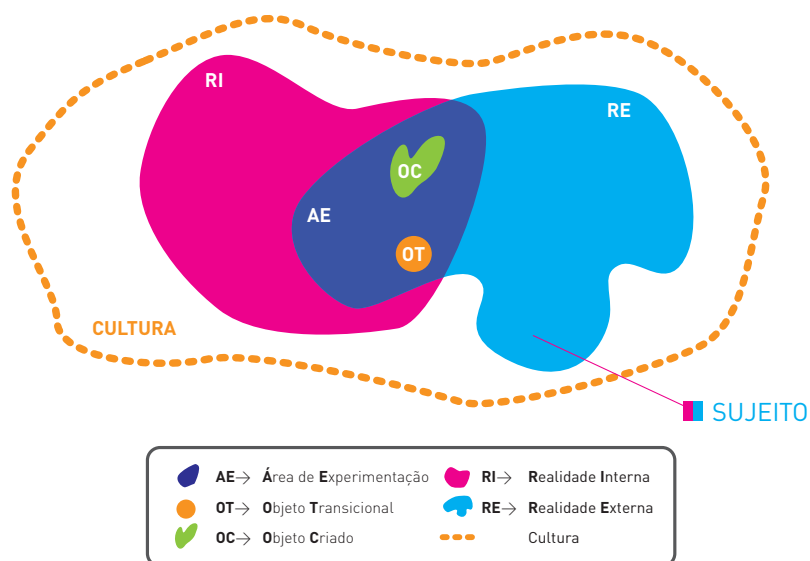 RI
RE
OC
AE
OT
CULTURA
SUJEITO
AE→ Área de Experimentação
RI→ Realidade Interna
OT→ Objeto Transicional
RE→ Realidade Externa
OC→ Objeto Criado
Cultura